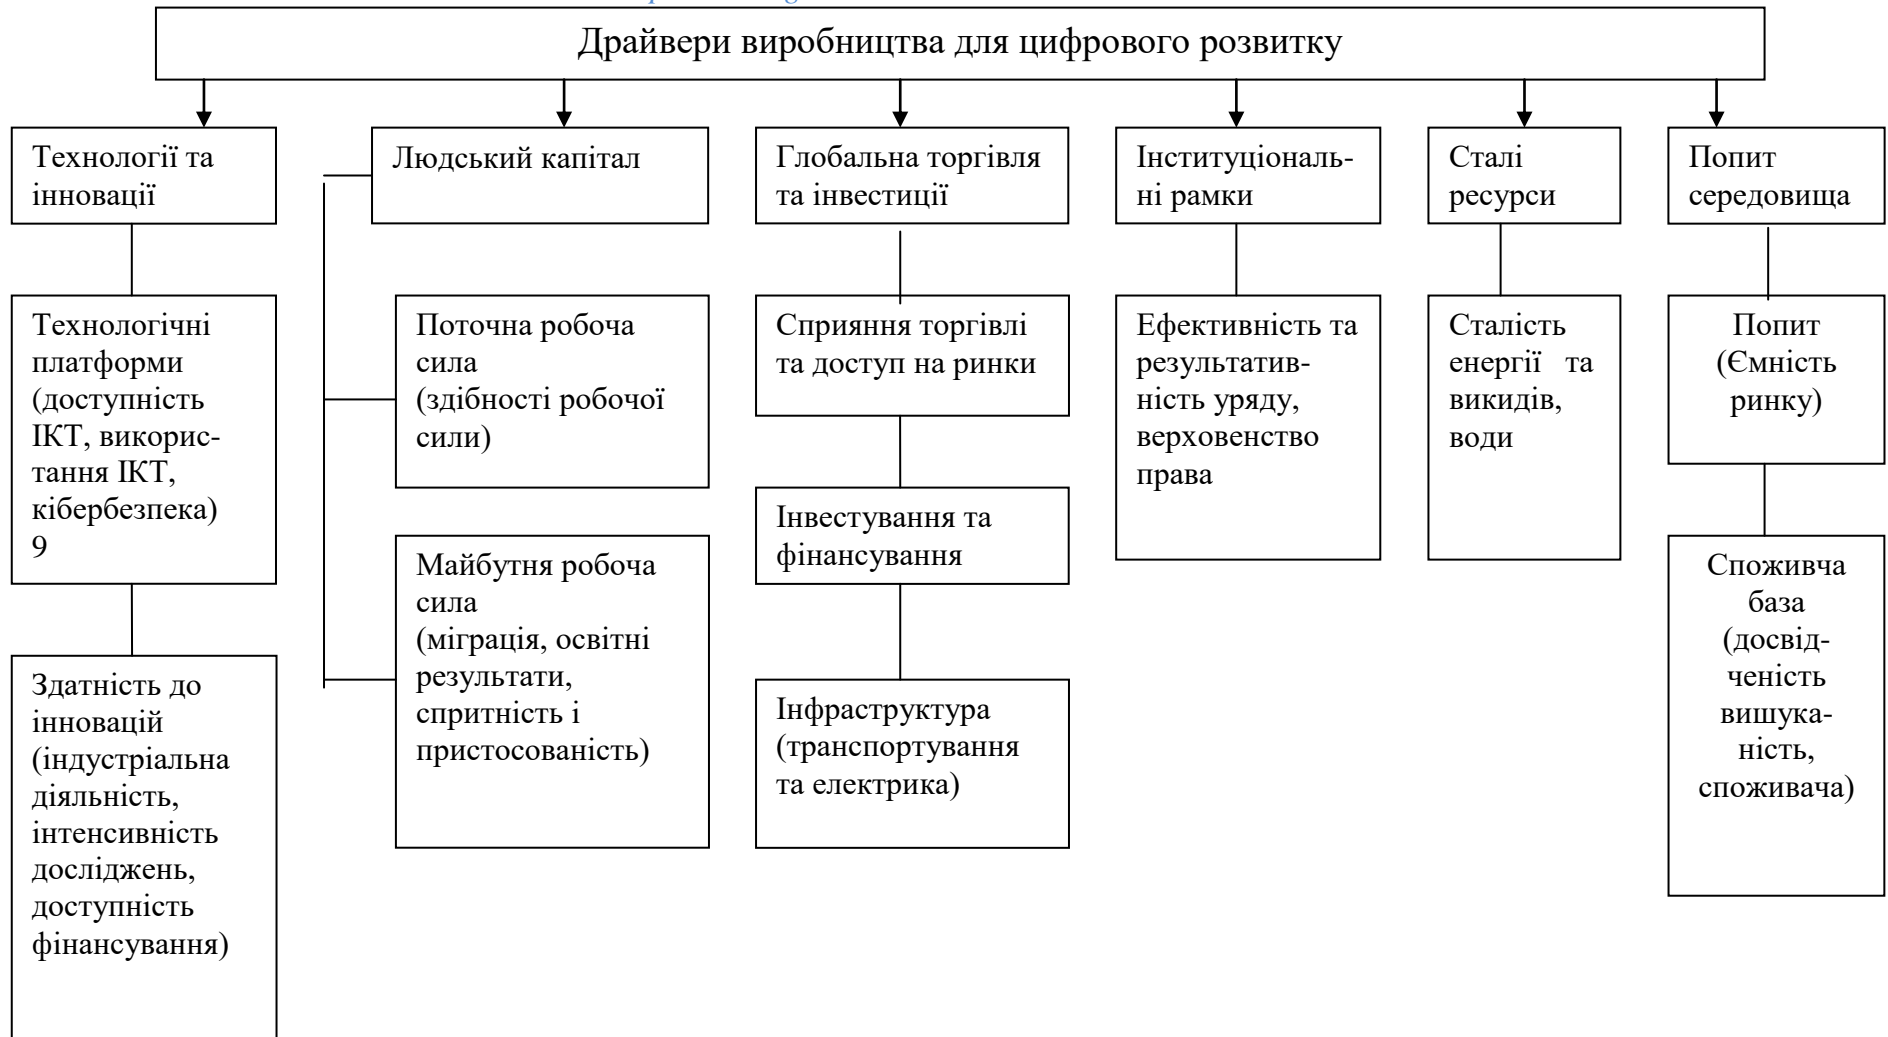 Драйвери виробництва для цифрового розвитку
Технології та
інновації
Технологічні
платформи
(доступність
ІКТ, викорис-
тання ІКТ,
кібербезпека)
9
Здатність до
інновацій
(індустріальна
діяльність,
інтенсивність
досліджень,
доступність
фінансування)
Людський капітал
Поточна робоча
сила
(здібності робочої
сили)
Майбутня робоча
сила
(міграція, освітні
результати,
спритність і
пристосованість)
Глобальна торгівля
та інвестиції
Сприяння торгівлі
та доступ на ринки
Інвестування та
фінансування
Інфраструктура
(транспортування
та електрика)
Інституціональ-
ні рамки
Ефективність та
результатив-
ність уряду,
верховенство
права
Сталі
ресурси
Сталість
енергії та
викидів,
води
Попит
середовища
Попит
(Ємність
ринку)
Споживча
база
(досвід-
ченість
вишука-
ність,
споживача)